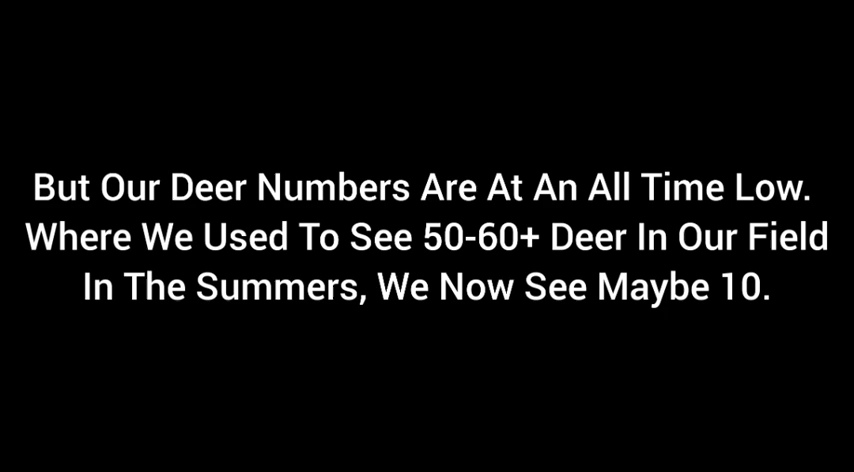 But Our Deer Numbers Are At An All Time Low.
Where We Used To See 50-60+ Deer In Our Field
In The Summers, We Now See Maybe 10.